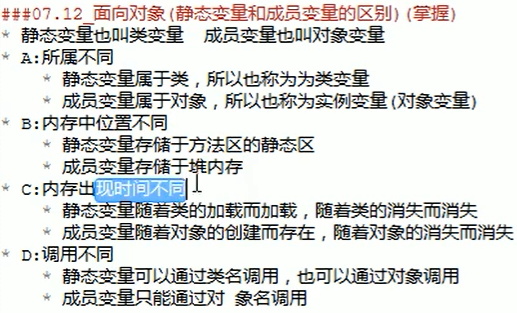 ###07.12_面向对象(静态变量和成员变量的区别)(掌握)
* 静态变量也叫类变量  成员变量也叫对象变量
* A:所属不同
* 静态变量属于类，所以也称为为类变量
* 成员变量属于对象，所以也称为实例变量(对象变量)
* B:内存中位置不同
* 静态变量存储于方法区的静态区
* 成员变量存储于堆内存
* C:内存出现时间不同
* 静态变量随着类的加载而加载，随着类的消失而消失
* 成员变量随着对象的创建而存在，随着对象的消失而消失
* D:调用不同
* 静态变量可以通过类名调用，也可以通过对象调用
* 成员变量只能通过对 象名调用